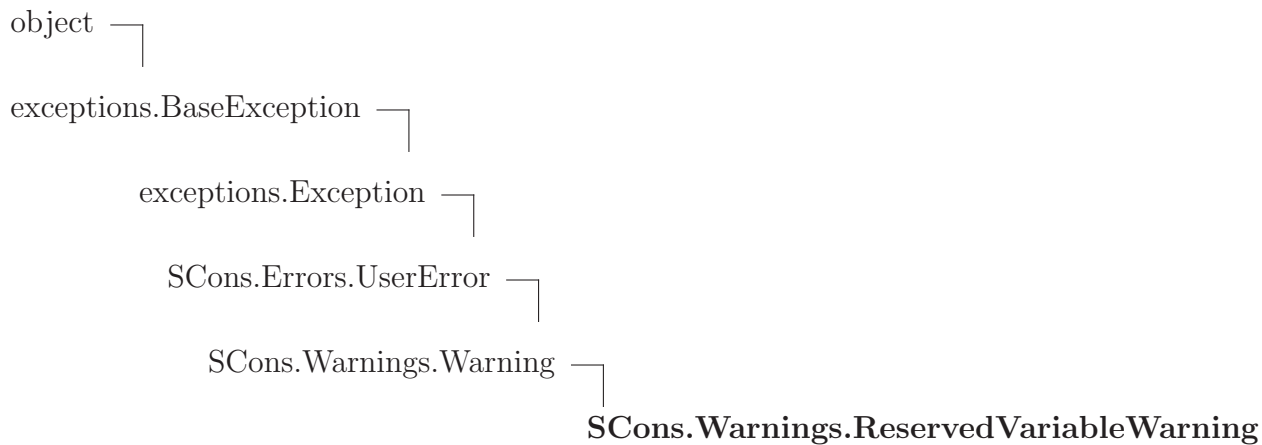 object
exceptions.BaseException
exceptions.Exception
SCons.Errors.UserError
SCons.Warnings.Warning
SCons.Warnings.ReservedVariableWarning